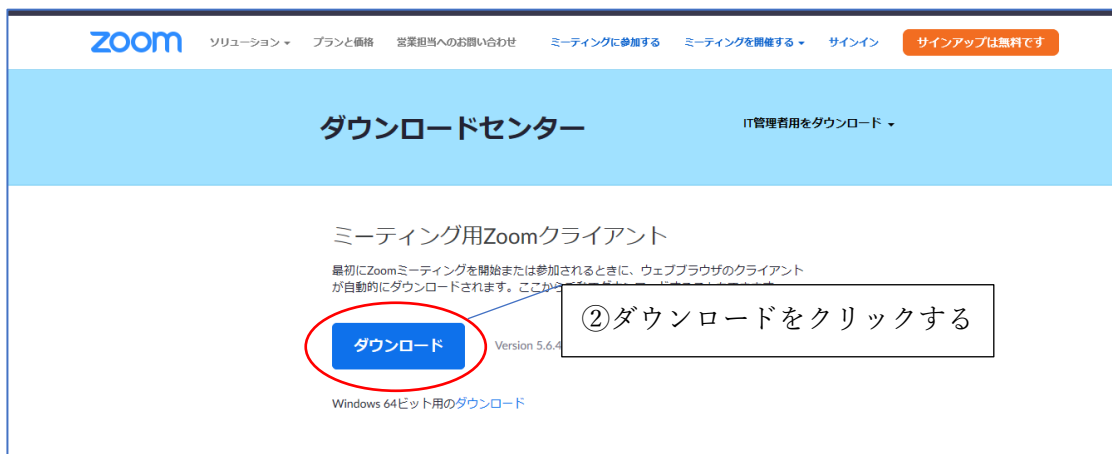 zoom ソリューション プランと価格 営業担当へのお問い合わせ ミーティングに参加する ミーティングを開催する サインイン サインアップは無料です
ダウンロードセンター IT管理者用をダウンロード
ミーティング用Zoomクライアント
最初にZoomミーティングを開始または参加されるときに、ウェブブラウザのクライアント
が自動的にダウンロードされます。ここから
②ダウンロードをクリックする
ダウンロード Version 5.6.4
Windows 64ビット用のダウンロード